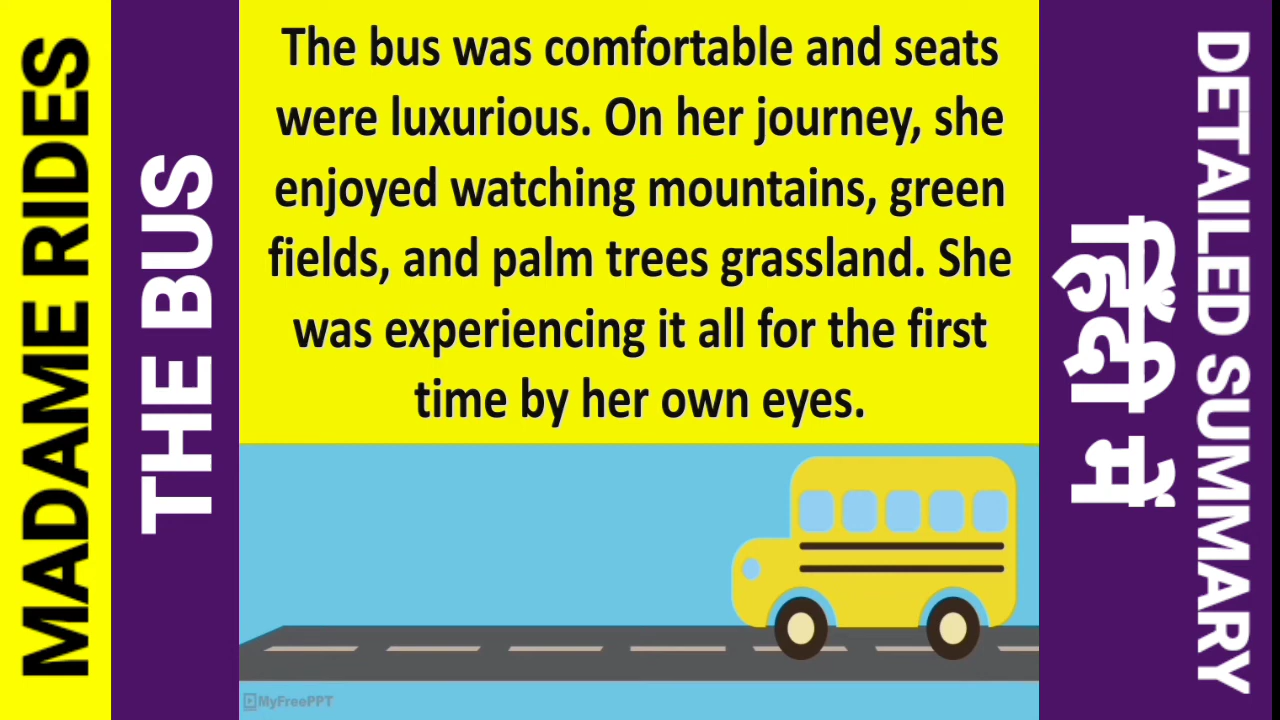 MADAME RIDES
THE BUS
The bus was comfortable and seats
were luxurious. On her journey, she
enjoyed watching mountains, green
fields, and palm trees grassland. She
was experiencing it all for the first
time by her own eyes.
MyFreePPT
हिंदी में
DETAILED SUMMARY